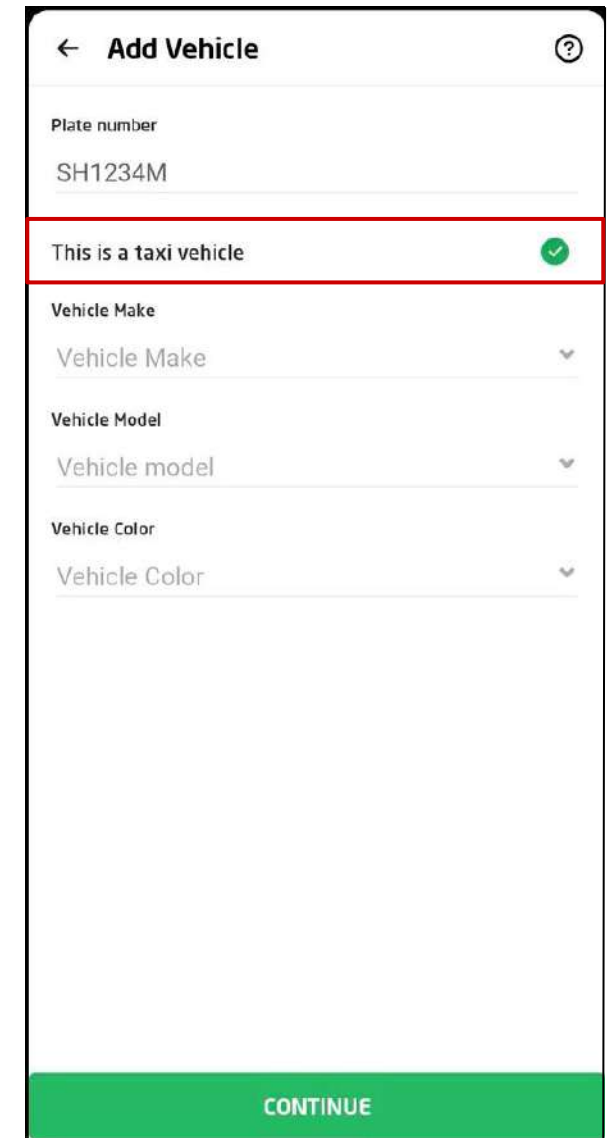 Add Vehicle
Plate number
SH1234M
This is a taxi vehicle
Vehicle Make
Vehicle Make
Vehicle Model
Vehicle model
Vehicle Color
Vehicle Color
CONTINUE